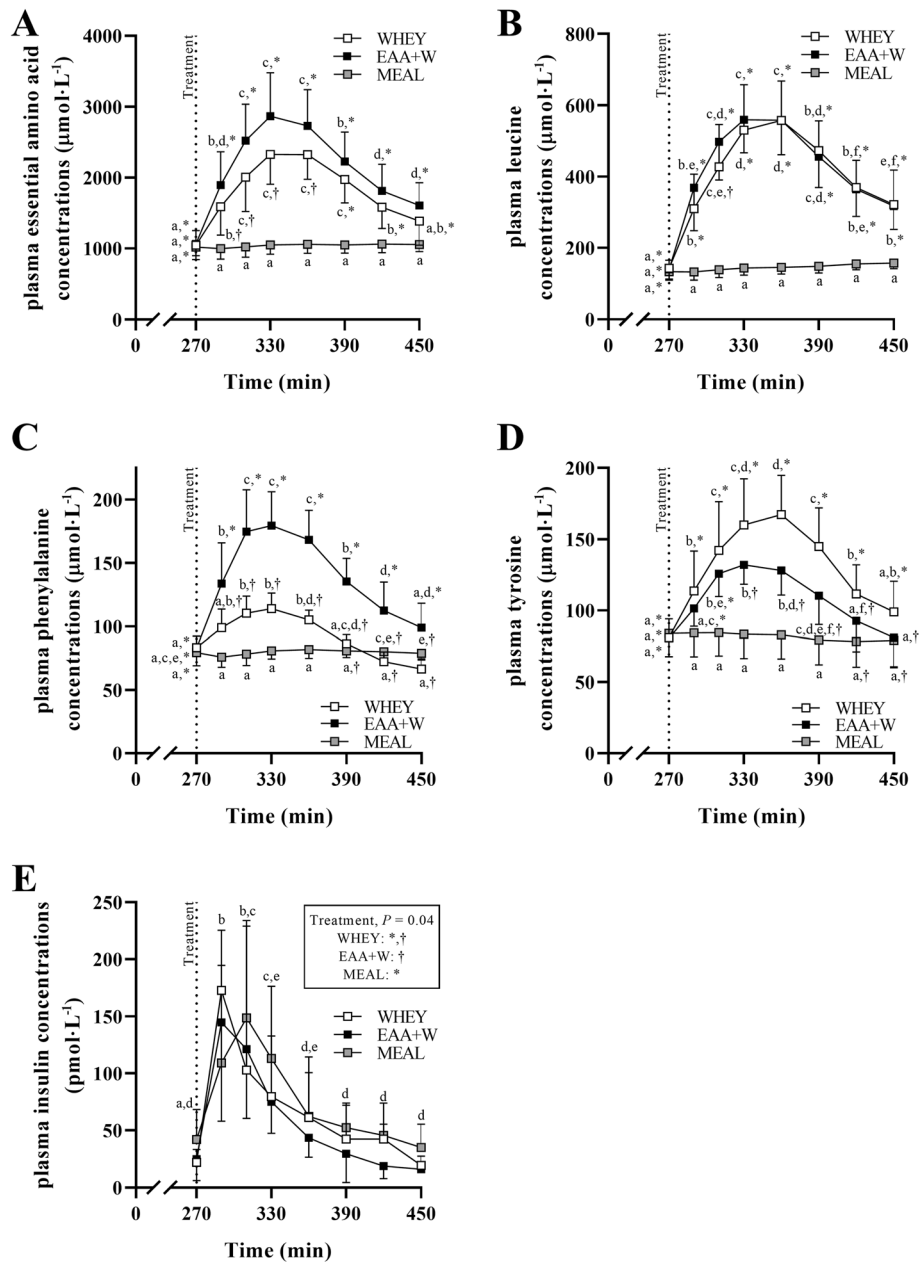 A
plasma essential amino acid
concentrations (µmol·L⁻¹)
4000
3000
2000
1000
0
Treatment
WHEY
EAA+W
MEAL
c,*
c,*
c,*
b,d,*
b,*
d,*
d,*
a,*
a,*
a,*
b,†
c,†
c,†
c,†
c,*
b,*
a,b,*
a
a
a
a
a
a
a
0
270
330
390
450
Time (min)
B
plasma leucine
concentrations (µmol·L⁻¹)
800
600
400
200
0
Treatment
WHEY
EAA+W
MEAL
c,*
c,*
c,d,*
b,d,*
b,e,*
b,f,*
e,f,*
a,*
a,*
a,*
b,*
c,e,†
d,*
d,*
c,d,*
b,e,*
b,*
a
a
a
a
a
a
a
0
270
330
390
450
Time (min)
C
plasma phenylalanine
concentrations (µmol·L⁻¹)
200
150
100
50
0
Treatment
c,*
c,*
c,*
b,*
b,*
d,*
a,d,*
a,b,†
b,†
b,†
b,d,†
a,c,d,†
c,e,†
e,†
a,*
a,c,e,*
a,*
a
a
a
a
a,†
a,†
a,†
WHEY
EAA+W
MEAL
0
270
330
390
450
Time (min)
D
plasma tyrosine
concentrations (µmol·L⁻¹)
200
150
100
50
0
Treatment
b,*
c,*
c,d,*
d,*
c,*
b,*
a,b,*
a,*
a,*
a,*
a,c,*
b,e,*
b,†
b,d,†
c,d,e,f,†
a,f,†
a,†
a
a
a
a
a
a,†
a,†
WHEY
EAA+W
MEAL
0
270
330
390
450
Time (min)
E
plasma insulin concentrations
(pmol·L⁻¹)
250
200
150
100
50
0
Treatment
a,d
b
b,c
c,e
d,e
d
d
d
Treatment, P = 0.04
WHEY: *,†
EAA+W: †
MEAL: *
WHEY
EAA+W
MEAL
0
270
330
390
450
Time (min)